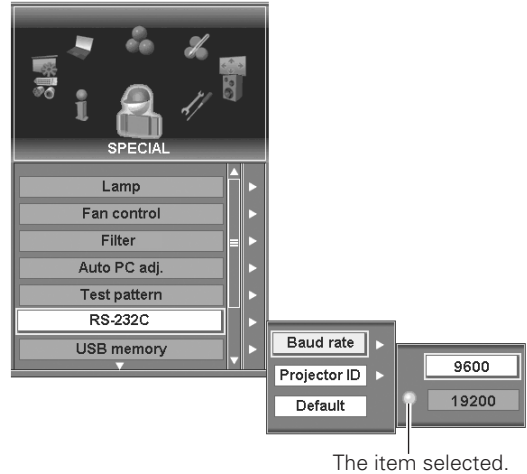 SPECIAL
Lamp
Fan control
Filter
Auto PC adj.
Test pattern
RS-232C
USB memory
Baud rate
Projector ID
Default
9600
19200
The item selected.